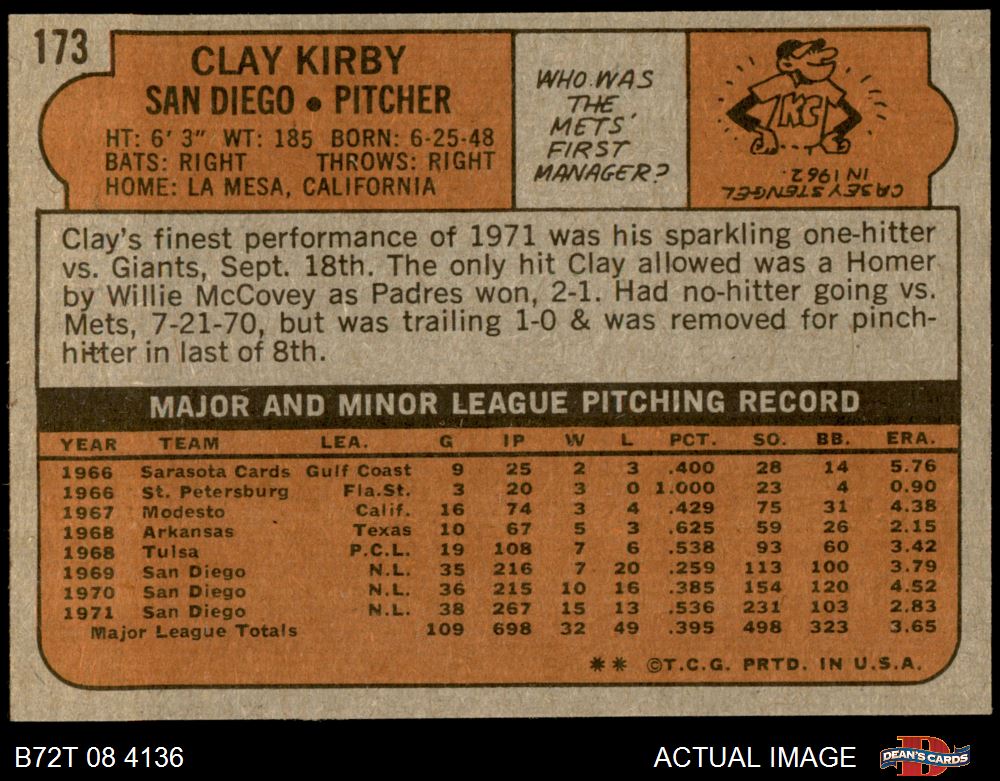 173
CLAY KIRBY
SAN DIEGO • PITCHER
HT: 6' 3" WT: 185 BORN: 6-25-48
BATS: RIGHT THROWS: RIGHT
HOME: LA MESA, CALIFORNIA
WHO WAS
THE
METS'
FIRST
MANAGER?
KC
CASEY STENGEL
IN 1962.
Clay's finest performance of 1971 was his sparkling one-hitter
vs. Giants, Sept. 18th. The only hit Clay allowed was a Homer
by Willie McCovey as Padres won, 2-1. Had no-hitter going vs.
Mets, 7-21-70, but was trailing 1-0 & was removed for pinch-
hitter in last of 8th.
MAJOR AND MINOR LEAGUE PITCHING RECORD
YEAR TEAM LEA. G IP W L PCT. SO. BB. ERA.
1966 Sarasota Cards Gulf Coast 9 25 2 3 .400 28 14 5.76
1966 St. Petersburg Fla.St. 3 20 3 0 1.000 23 4 0.90
1967 Modesto Calif. 16 74 3 4 .429 75 31 4.38
1968 Arkansas Texas 10 67 5 3 .625 59 26 2.15
1968 Tulsa P.C.L. 19 108 7 6 .538 93 60 3.42
1969 San Diego N.L. 35 216 7 20 .259 113 100 3.79
1970 San Diego N.L. 36 215 10 16 .385 154 120 4.52
1971 San Diego N.L. 38 267 15 13 .536 231 103 2.83
Major League Totals 109 698 32 49 .395 498 323 3.65
** ©T.C.G. PRTD. IN U.S.A.
B72T 08 4136
ACTUAL IMAGE
D
DEAN'S CARDS